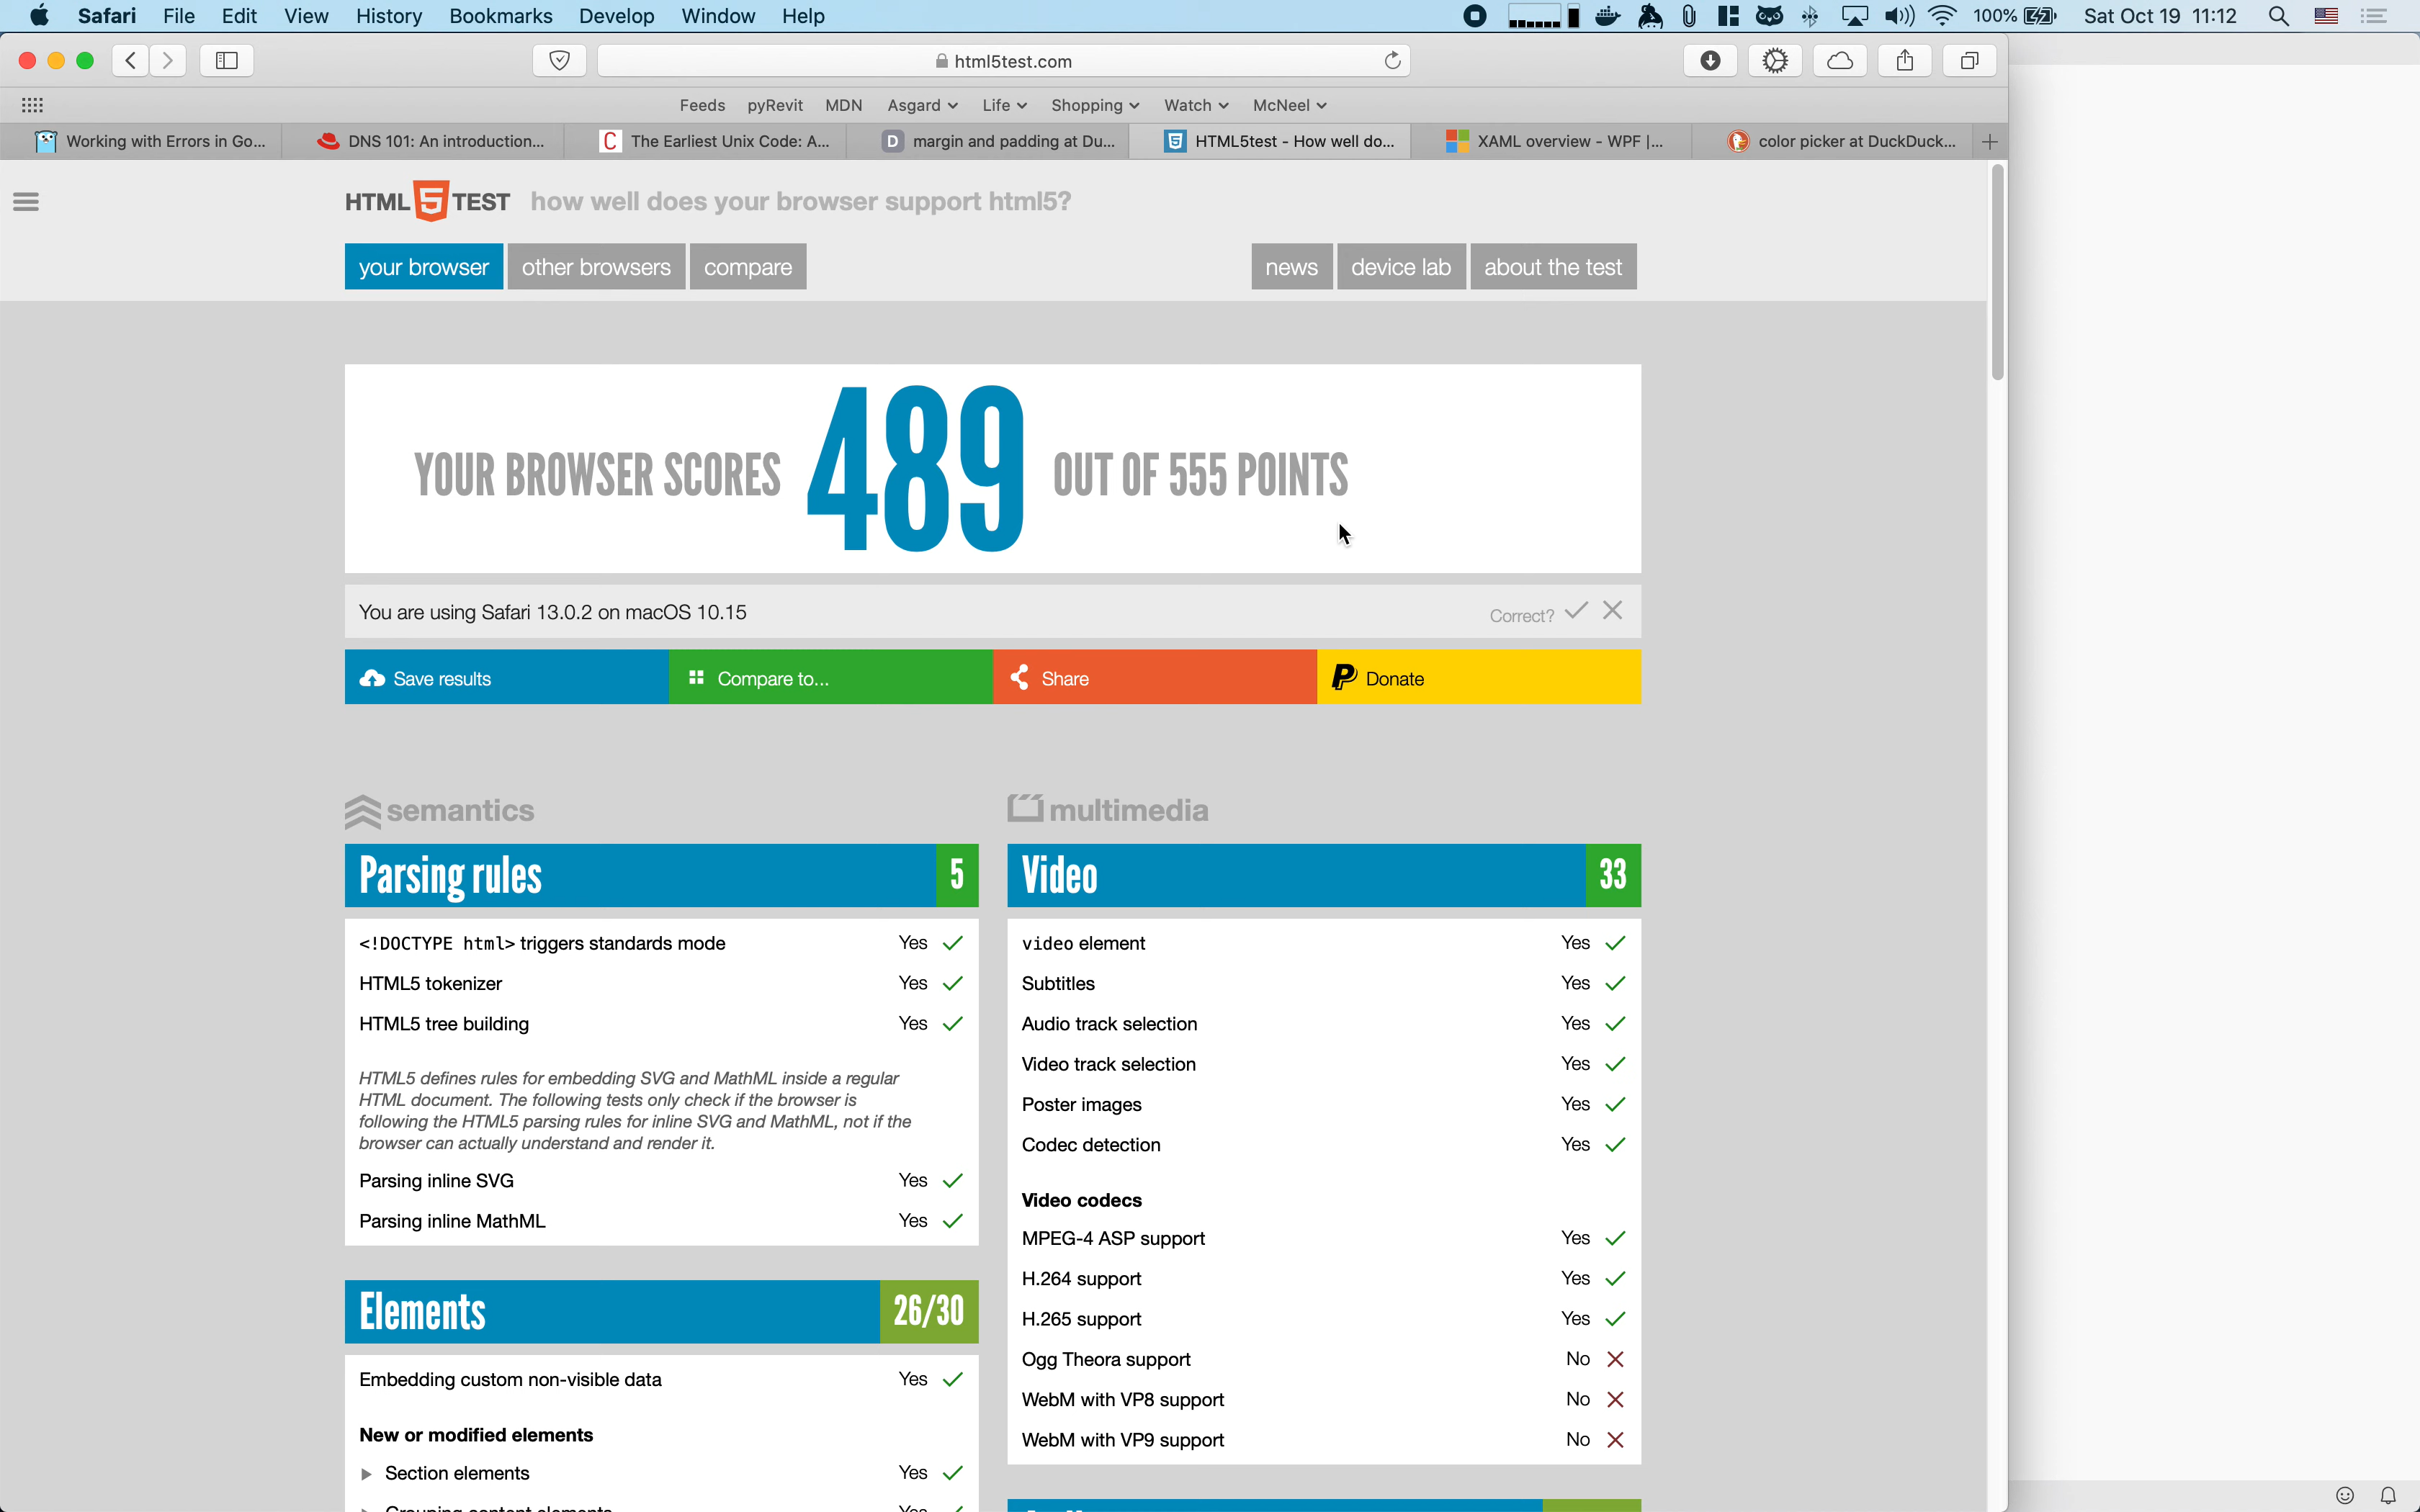 Safari File Edit View History Bookmarks Develop Window Help 100% Sat Oct 19 11:12
html5test.com
Feeds pyRevit MDN Asgard Life Shopping Watch McNeel
Working with Errors in Go... DNS 101: An introduction... The Earliest Unix Code: A... margin and padding at Du... HTML5test - How well do... XAML overview - WPF |... color picker at DuckDuck...
HTML 5 TEST how well does your browser support html5?
your browser other browsers compare news device lab about the test
YOUR BROWSER SCORES 489 OUT OF 555 POINTS
You are using Safari 13.0.2 on macOS 10.15 Correct?
Save results Compare to... Share Donate
semantics
Parsing rules 5
<!DOCTYPE html> triggers standards mode Yes
HTML5 tokenizer Yes
HTML5 tree building Yes
HTML5 defines rules for embedding SVG and MathML inside a regular
HTML document. The following tests only check if the browser is
following the HTML5 parsing rules for inline SVG and MathML, not if the
browser can actually understand and render it.
Parsing inline SVG Yes
Parsing inline MathML Yes
Elements 26/30
Embedding custom non-visible data Yes
New or modified elements
Section elements Yes
multimedia
Video 33
video element Yes
Subtitles Yes
Audio track selection Yes
Video track selection Yes
Poster images Yes
Codec detection Yes
Video codecs
MPEG-4 ASP support Yes
H.264 support Yes
H.265 support Yes
Ogg Theora support No
WebM with VP8 support No
WebM with VP9 support No